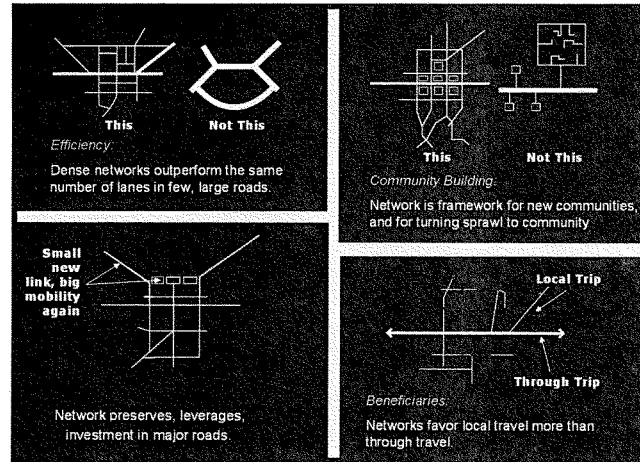 This
Not This
Efficiency:
Dense networks outperform the same
number of lanes in few, large roads.
This
Not This
Community Building:
Network is framework for new communities,
and for turning sprawl to community
Small
new
link, big
mobility
again
Network preserves, leverages,
investment in major roads.
Local Trip
Through Trip
Beneficiaries:
Networks favor local travel more than
through travel.